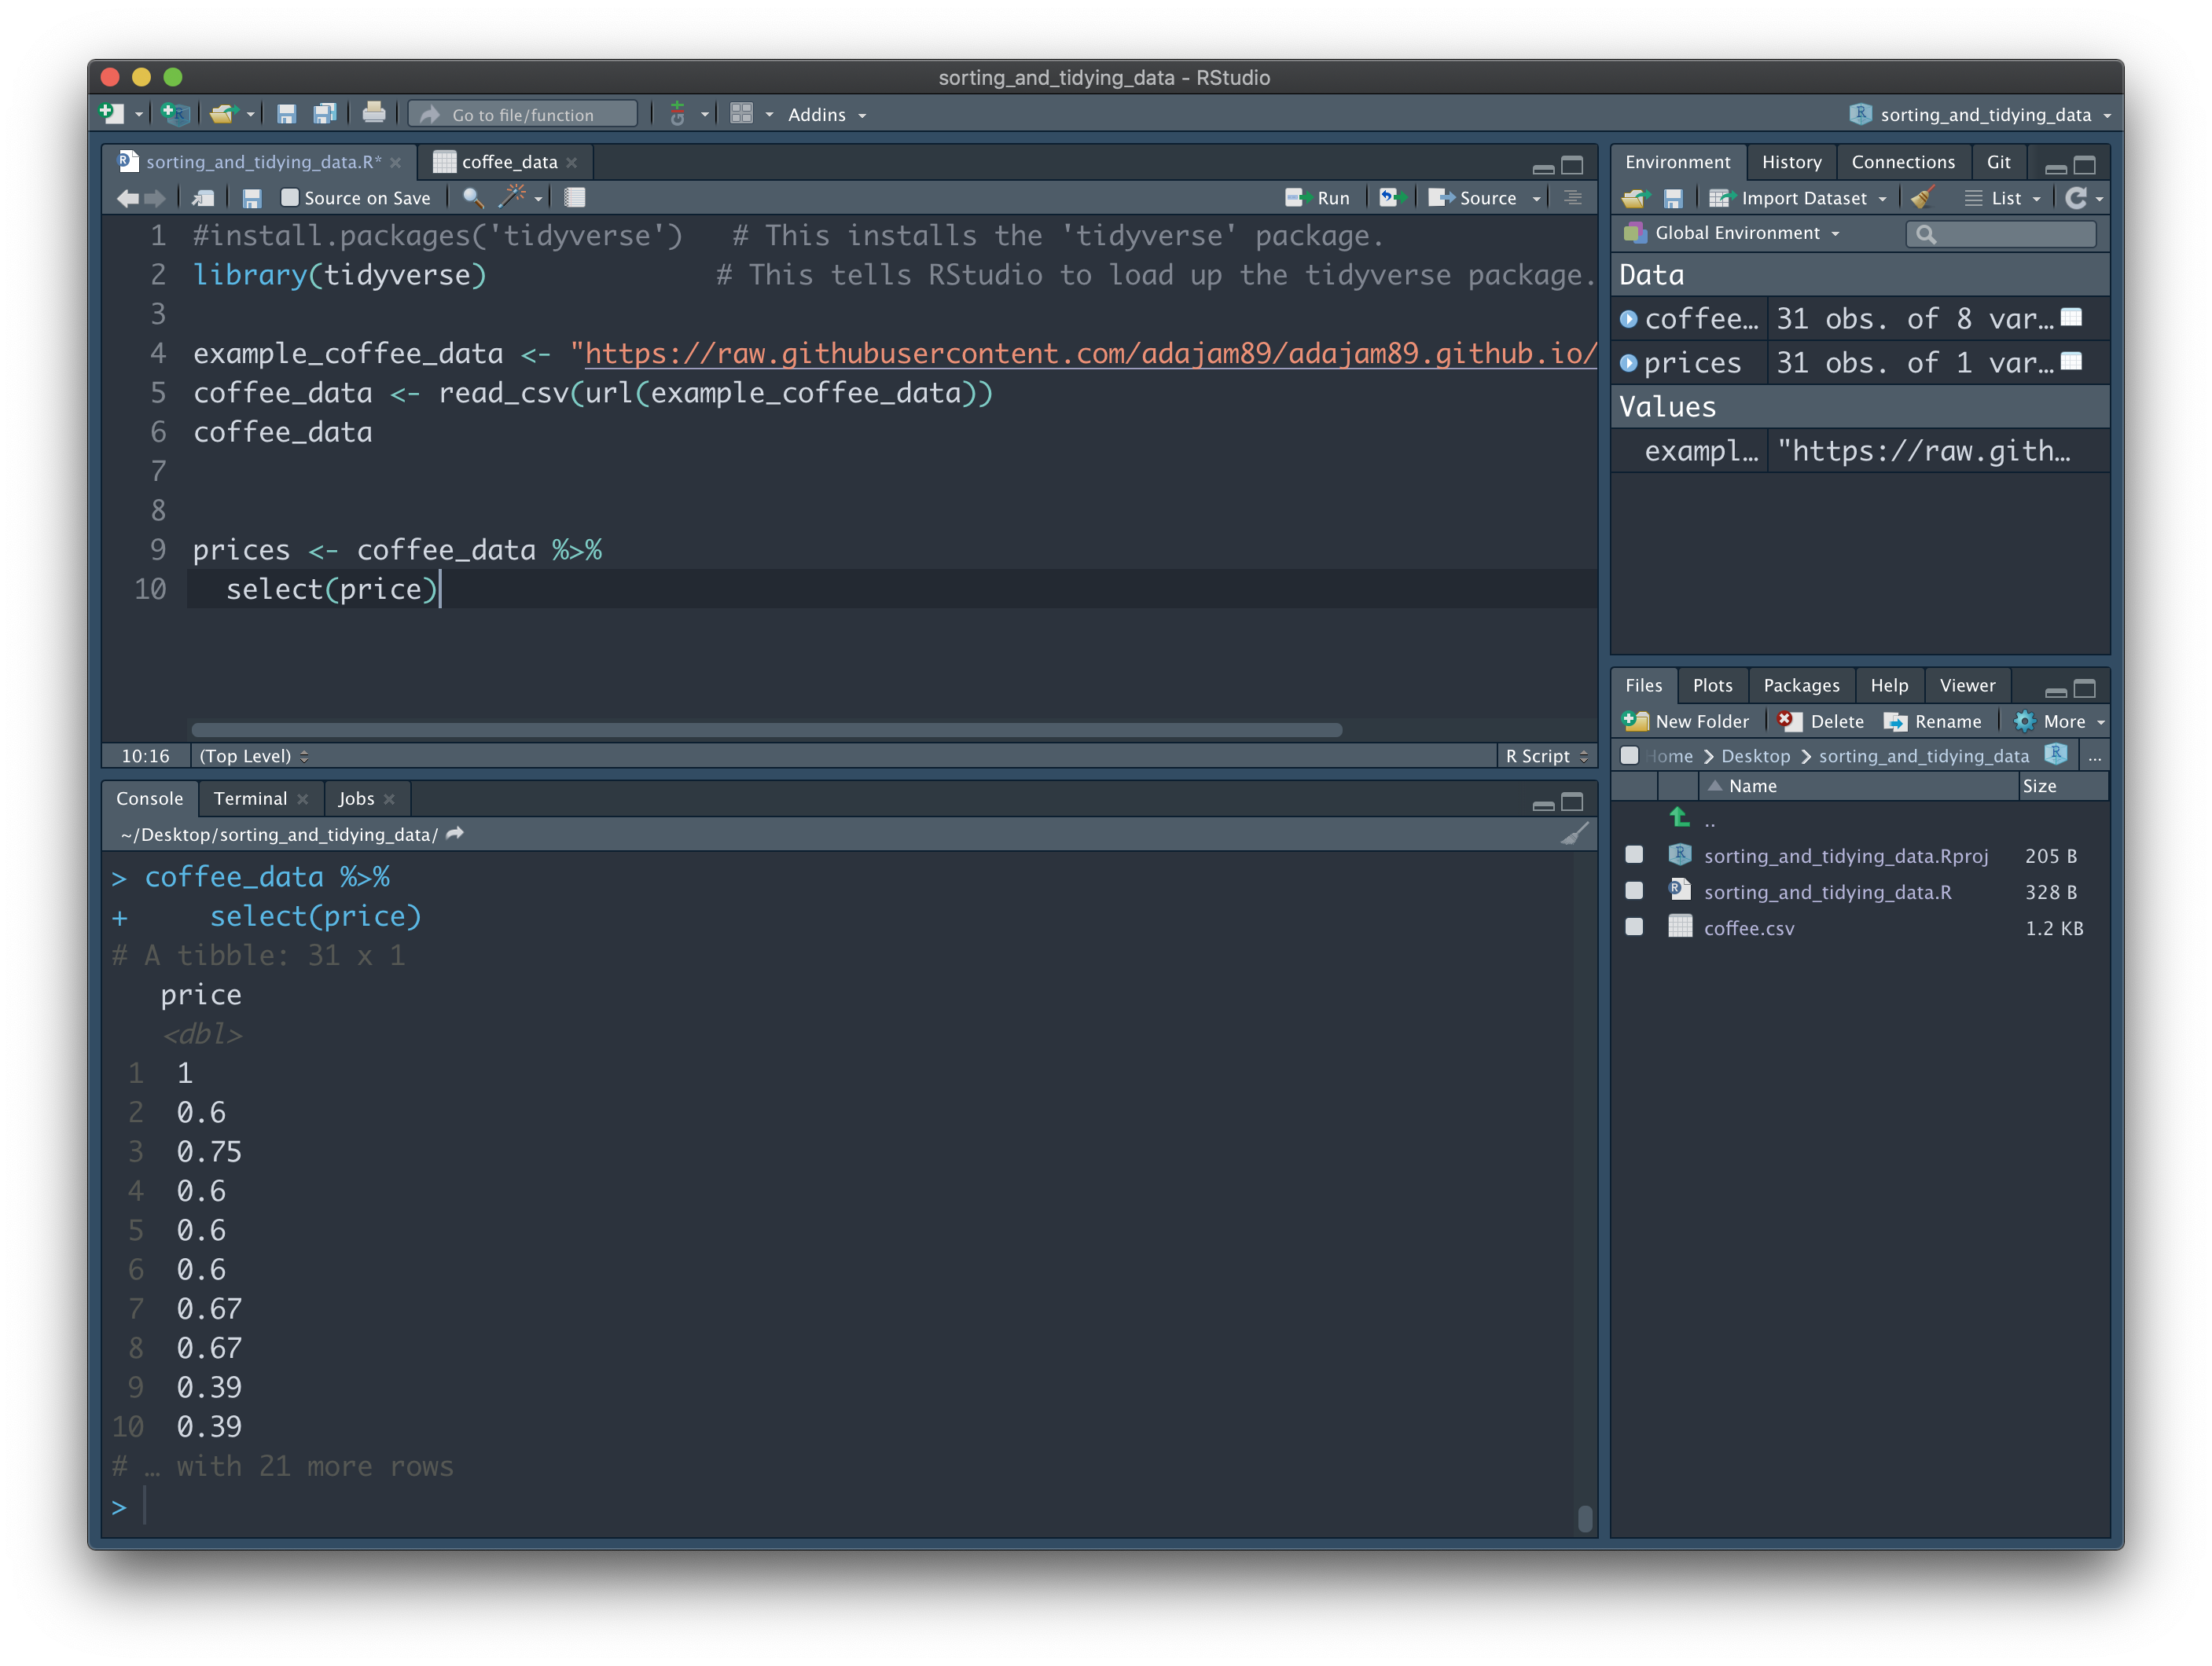 sorting_and_tidying_data - RStudio
Go to file/function
Addins
sorting_and_tidying_data
sorting_and_tidying_data.R*
coffee_data
Source on Save
Run
Source
1 #install.packages('tidyverse')   # This installs the 'tidyverse' package.
2 library(tidyverse)              # This tells RStudio to load up the tidyverse package.
3
4 example_coffee_data <- "https://raw.githubusercontent.com/adajam89/adajam89.github.io/
5 coffee_data <- read_csv(url(example_coffee_data))
6 coffee_data
7
8
9 prices <- coffee_data %>%
10   select(price)
10:16
(Top Level)
R Script
Console
Terminal
Jobs
~/Desktop/sorting_and_tidying_data/
> coffee_data %>%
+     select(price)
# A tibble: 31 x 1
price
<dbl>
1  1
2  0.6
3  0.75
4  0.6
5  0.6
6  0.6
7  0.67
8  0.67
9  0.39
10  0.39
# … with 21 more rows
>
Environment
History
Connections
Git
Import Dataset
List
Global Environment
Data
coffee… 31 obs. of 8 var…
prices 31 obs. of 1 var…
Values
exampl… "https://raw.gith…
Files
Plots
Packages
Help
Viewer
New Folder
Delete
Rename
More
Home > Desktop > sorting_and_tidying_data
...
Name Size
..
sorting_and_tidying_data.Rproj 205 B
sorting_and_tidying_data.R 328 B
coffee.csv 1.2 KB